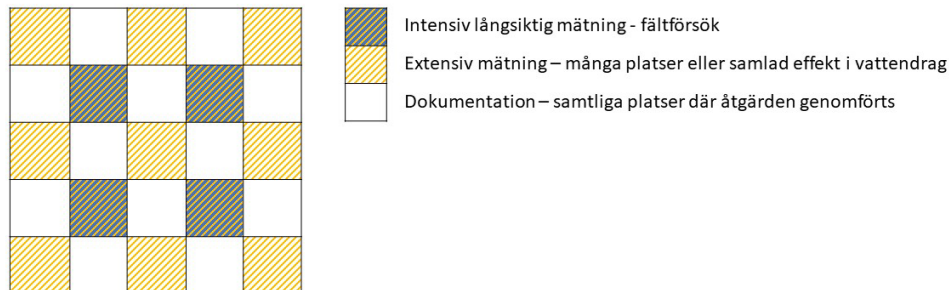 Intensiv långsiktig mätning - fältförsök
Extensiv mätning – många platser eller samlad effekt i vattendrag
Dokumentation – samtliga platser där åtgärden genomförts